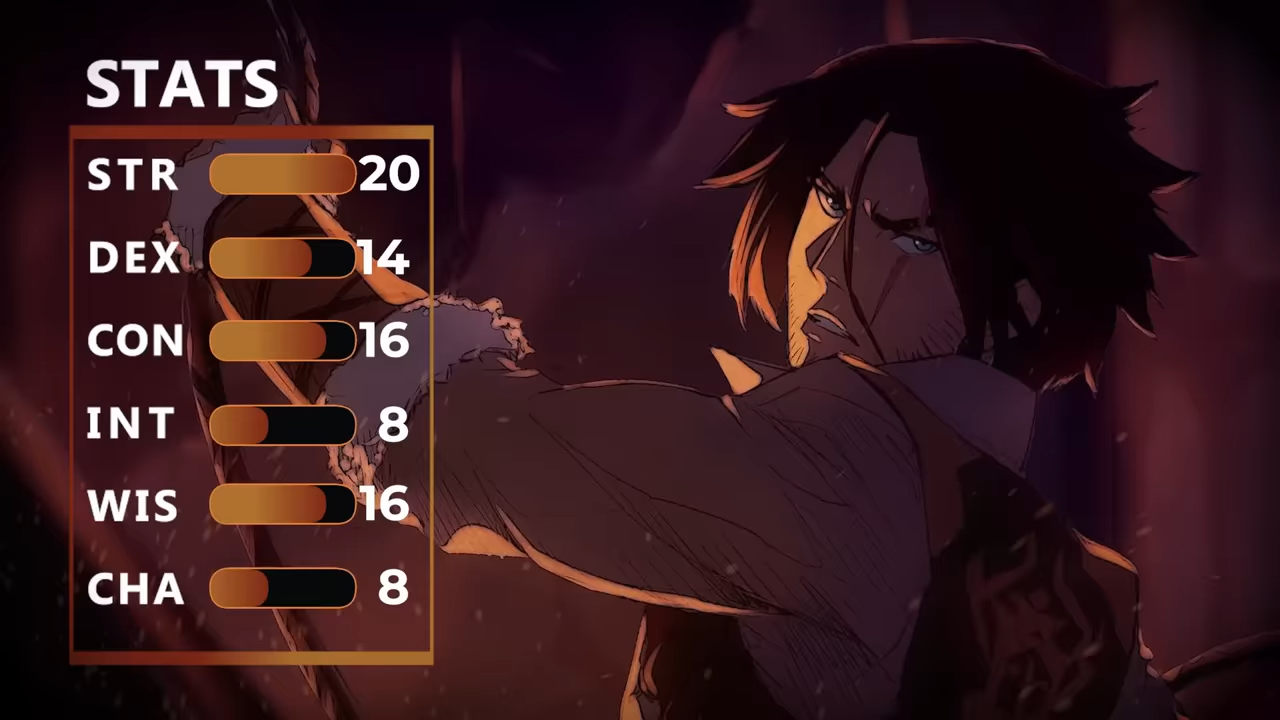 STATS
STR 20
DEX 14
CON 16
INT 8
WIS 16
CHA 8